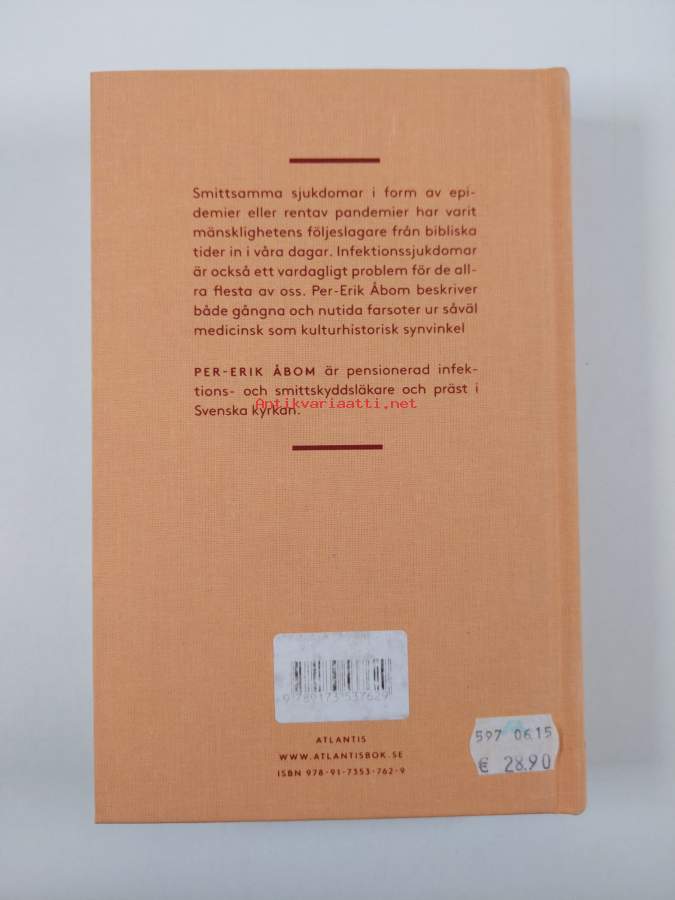 Smittsamma sjukdomar i form av epi-
demier eller rentav pandemier har varit
mänsklighetens följeslagare från bibliska
tider in i våra dagar. Infektionssjukdomar
är också ett vardagligt problem för de all-
ra flesta av oss. Per-Erik Åbom beskriver
både gångna och nutida farsoter ur såväl
medicinsk som kulturhistorisk synvinkel
PER-ERIK ÅBOM är pensionerad infek-
tions- och smittskyddsläkare och präst i
Antikvariaatti.net
Svenska kyrkan.
9789173537629
ATLANTIS
WWW.ATLANTISBOK.SE
ISBN 978-91-7353-762-9
597 06.15
€ 28.90